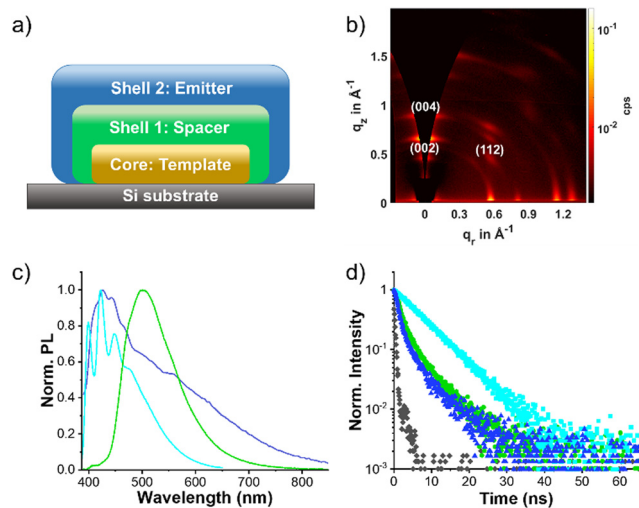 a)
Shell 2: Emitter
Shell 1: Spacer
Core: Template
Si substrate
b)
q_z in Å⁻¹
1.5
1
0.5
0
(004)
(002)
(112)
0 0.3 0.6 0.9 1.2
q_r in Å⁻¹
10⁻¹
10⁻²
cps
c)
Norm. PL
1.0
0.8
0.6
0.4
0.2
0.0
400 500 600 700 800
Wavelength (nm)
d)
Norm. Intensity
1
10⁻¹
10⁻²
10⁻³
0 10 20 30 40 50 60
Time (ns)